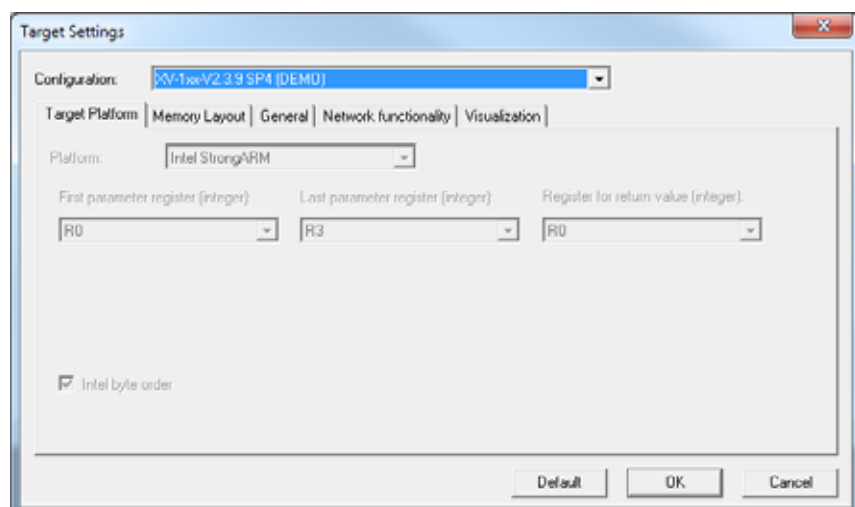 Target Settings
Configuration: XV-1xx-V2.3.9 SP4 (DEMO)
Target Platform Memory Layout General Network functionality Visualization
Platform: Intel StrongARM
First parameter register (integer): Last parameter register (integer): Register for return value (integer):
R0 R3 R0
Intel byte order
Default OK Cancel